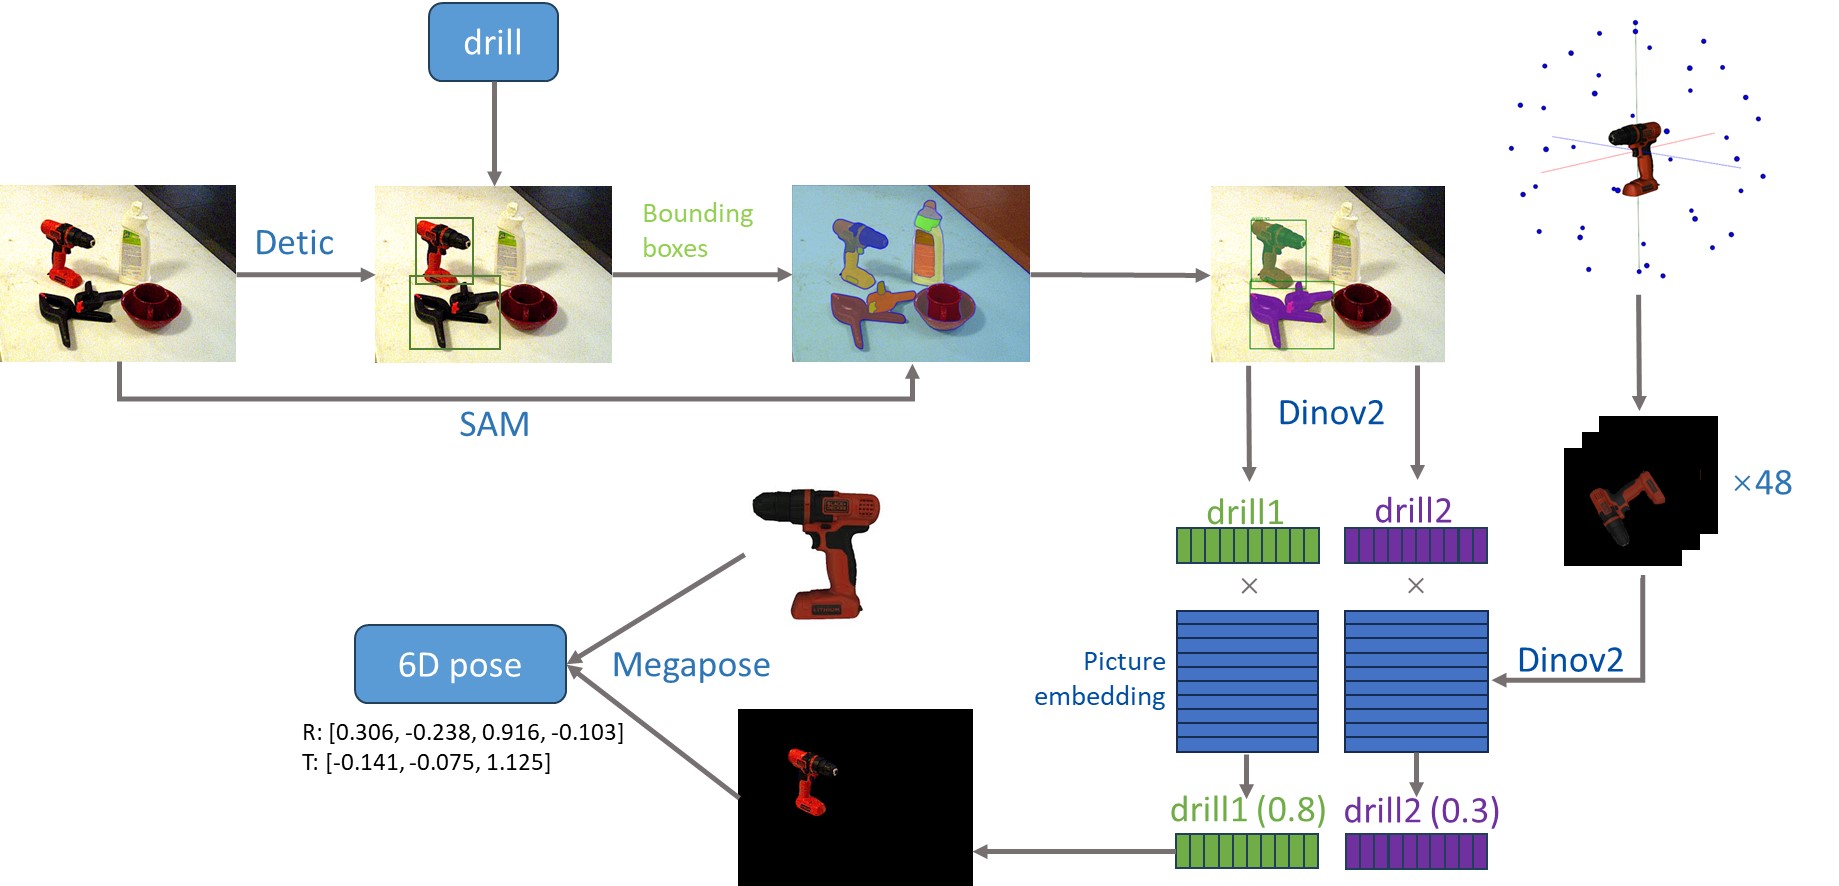 drill
Detic
Bounding
boxes
SAM
Dinov2
×48
drill1
drill2
×
×
Picture
embedding
Dinov2
Megapose
6D pose
R: [0.306, -0.238, 0.916, -0.103]
T: [-0.141, -0.075, 1.125]
drill1 (0.8)
drill2 (0.3)
LITHIUM